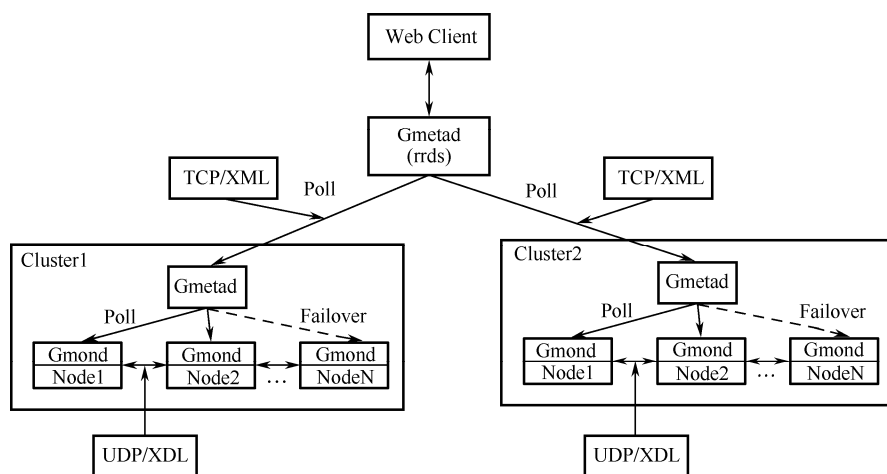 Web Client
Gmetad
(rrds)
TCP/XML
Poll
Poll
TCP/XML
Cluster1
Gmetad
Poll
Failover
Gmond
Node1
Gmond
Node2
...
Gmond
NodeN
UDP/XDL
Cluster2
Gmetad
Poll
Failover
Gmond
Node1
Gmond
Node2
...
Gmond
NodeN
UDP/XDL